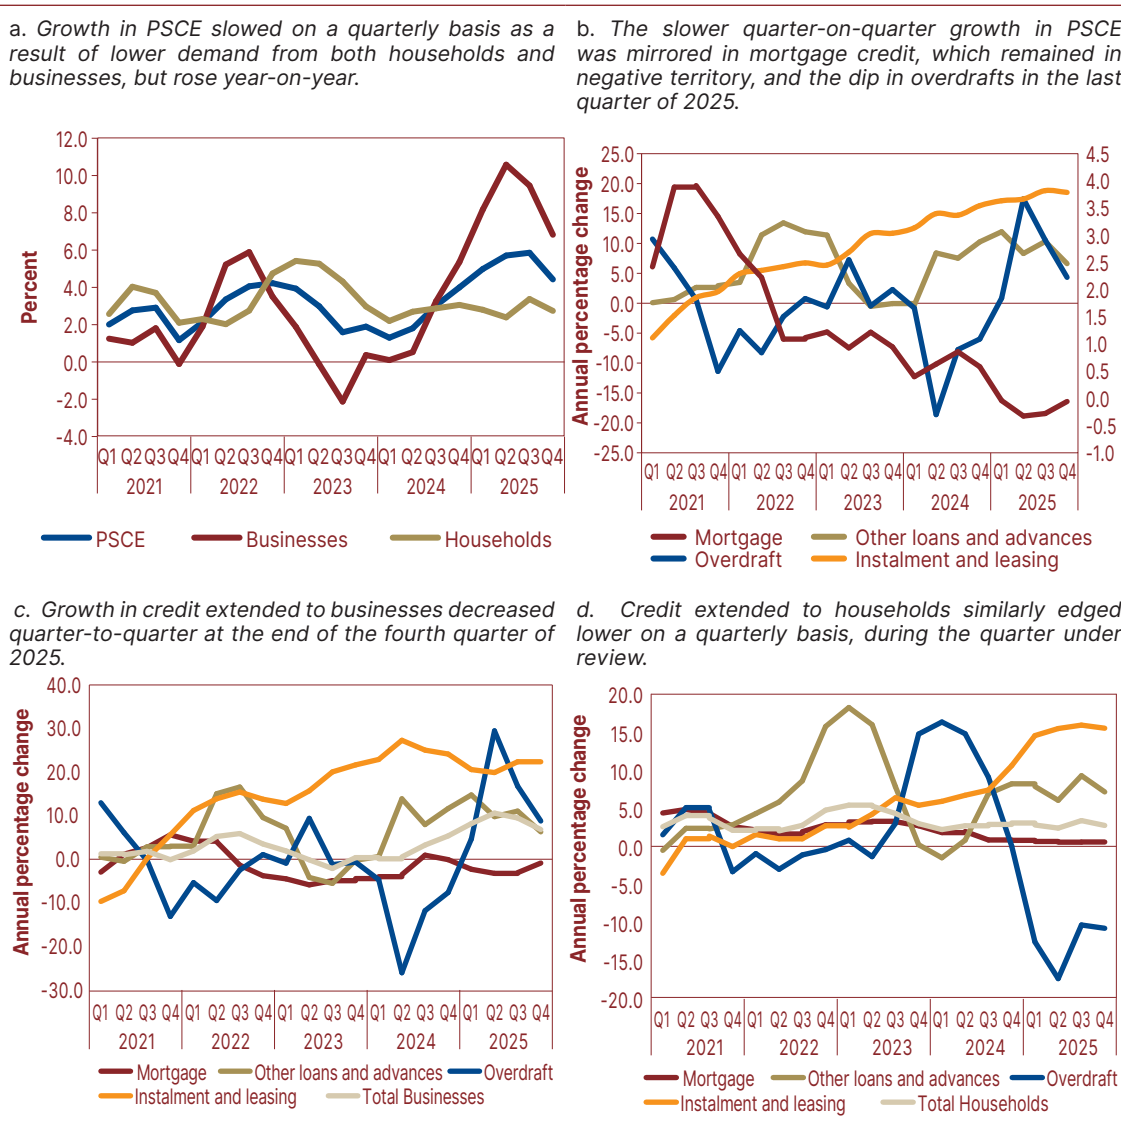 a. Growth in PSCE slowed on a quarterly basis as a
result of lower demand from both households and
businesses, but rose year-on-year.
12.0
10.0
8.0
6.0
4.0
2.0
0.0
-2.0
-4.0
Percent
Q1 Q2 Q3 Q4 Q1 Q2 Q3 Q4 Q1 Q2 Q3 Q4 Q1 Q2 Q3 Q4 Q1 Q2 Q3 Q4
2021 2022 2023 2024 2025
PSCE Businesses Households
b. The slower quarter-on-quarter growth in PSCE
was mirrored in mortgage credit, which remained in
negative territory, and the dip in overdrafts in the last
quarter of 2025.
25.0
20.0
15.0
10.0
5.0
0.0
-5.0
-10.0
-15.0
-20.0
-25.0
Annual percentage change
4.5
4.0
3.5
3.0
2.5
2.0
1.5
1.0
0.5
0.0
-0.5
-1.0
Q1 Q2 Q3 Q4 Q1 Q2 Q3 Q4 Q1 Q2 Q3 Q4 Q1 Q2 Q3 Q4 Q1 Q2 Q3 Q4
2021 2022 2023 2024 2025
Mortgage Other loans and advances
Overdraft Instalment and leasing
c. Growth in credit extended to businesses decreased
quarter-to-quarter at the end of the fourth quarter of
2025.
40.0
30.0
20.0
10.0
0.0
-10.0
-20.0
-30.0
Annual percentage change
Q1 Q2 Q3 Q4 Q1 Q2 Q3 Q4 Q1 Q2 Q3 Q4 Q1 Q2 Q3 Q4 Q1 Q2 Q3 Q4
2021 2022 2023 2024 2025
Mortgage Other loans and advances Overdraft
Instalment and leasing Total Businesses
d. Credit extended to households similarly edged
lower on a quarterly basis, during the quarter under
review.
20.0
15.0
10.0
5.0
0.0
-5.0
-10.0
-15.0
-20.0
Annual percentage change
Q1 Q2 Q3 Q4 Q1 Q2 Q3 Q4 Q1 Q2 Q3 Q4 Q1 Q2 Q3 Q4 Q1 Q2 Q3 Q4
2021 2022 2023 2024 2025
Mortgage Other loans and advances Overdraft
Instalment and leasing Total Households